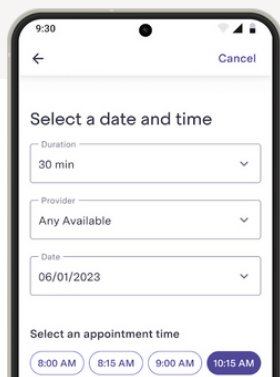 9:30
Cancel
Select a date and time
Duration
30 min
Provider
Any Available
Date
06/01/2023
Select an appointment time
8:00 AM 8:15 AM 9:00 AM 10:15 AM